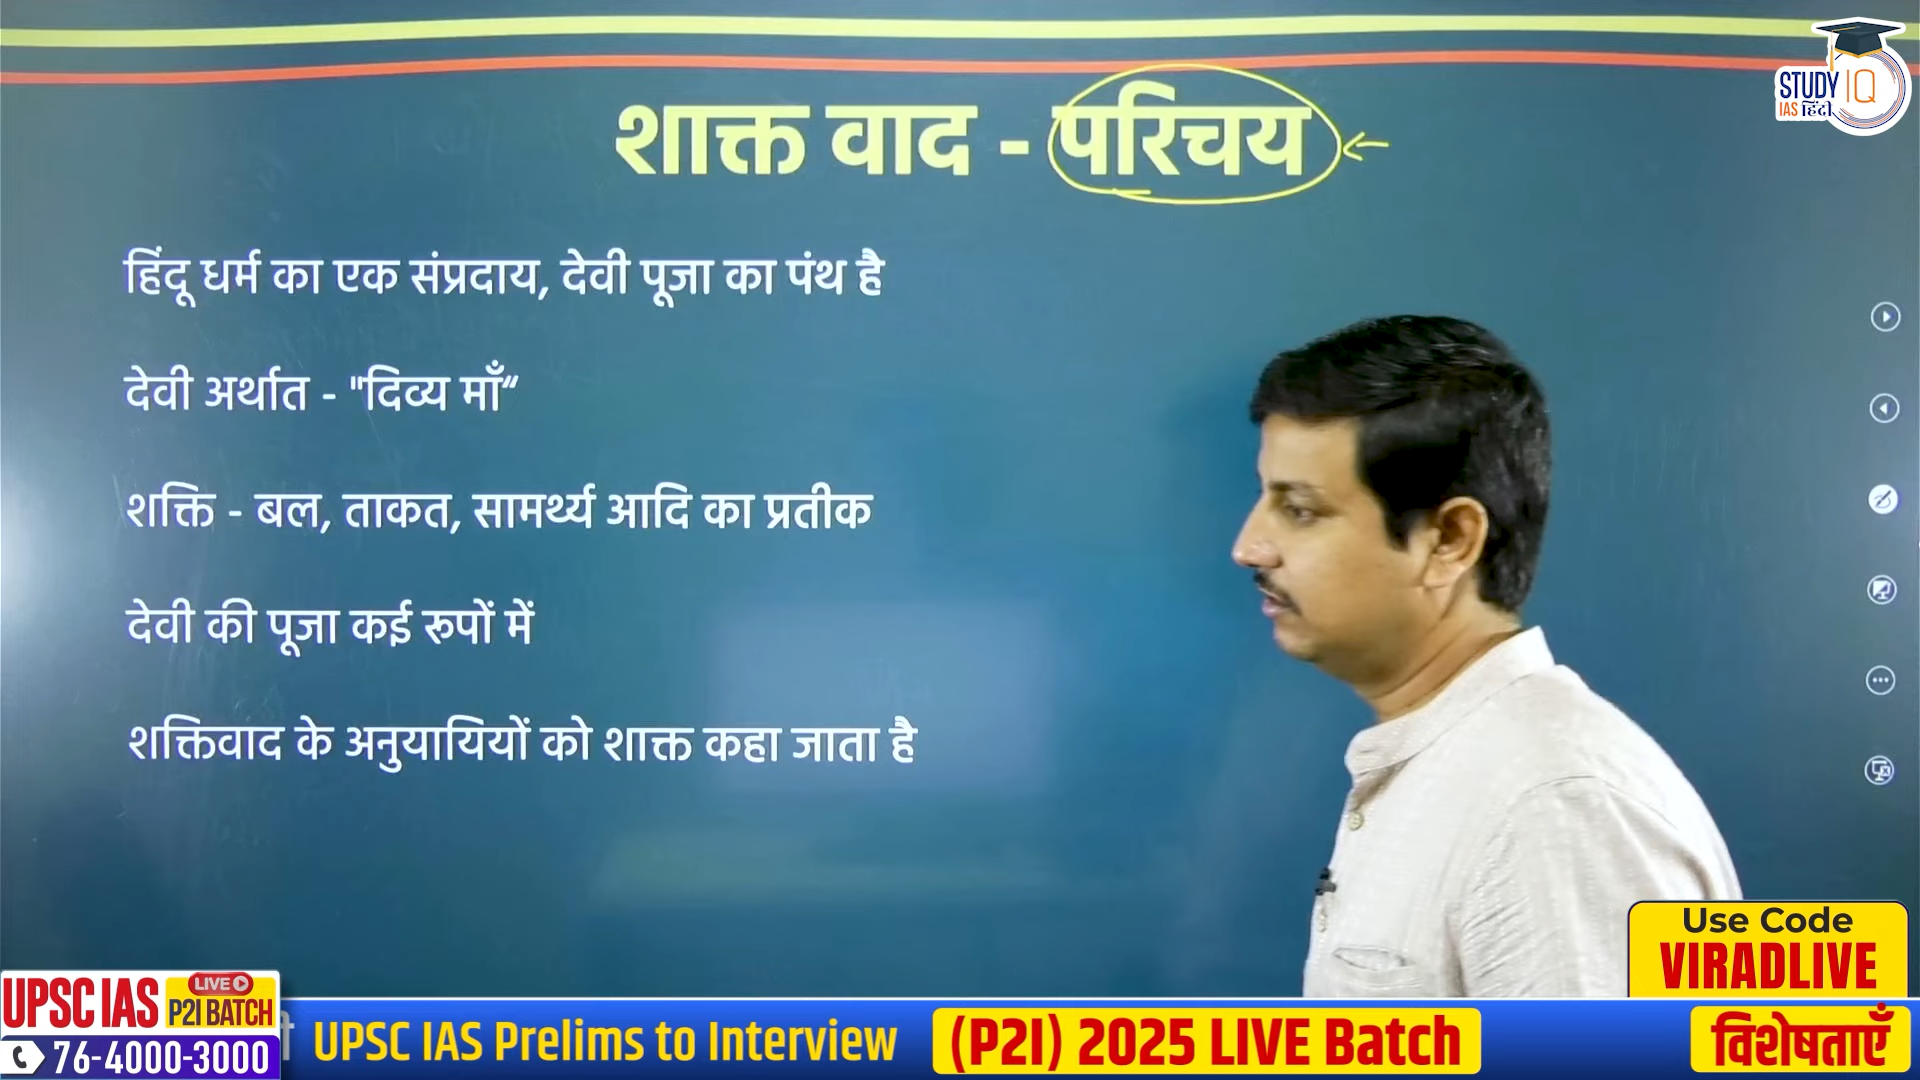 STUDY IQ
IAS हिंदी
शाक्त वाद - परिचय
हिंदू धर्म का एक संप्रदाय, देवी पूजा का पंथ है
देवी अर्थात - "दिव्य माँ“
शक्ति - बल, ताकत, सामर्थ्य आदि का प्रतीक
देवी की पूजा कई रूपों में
शक्तिवाद के अनुयायियों को शाक्त कहा जाता है
Use Code
VIRADLIVE
UPSC IAS LIVE P2I BATCH
76-4000-3000
UPSC IAS Prelims to Interview (P2I) 2025 LIVE Batch विशेषताएँ